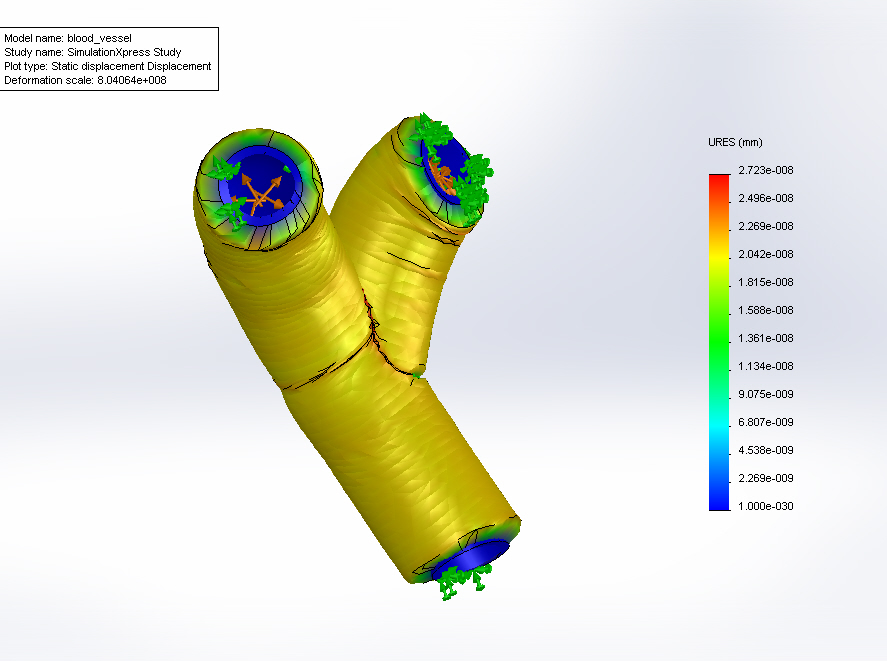 Model name: blood_vessel
Study name: SimulationXpress Study
Plot type: Static displacement Displacement
Deformation scale: 8.04064e+008
URES (mm)
2.723e-008
2.496e-008
2.269e-008
2.042e-008
1.815e-008
1.588e-008
1.361e-008
1.134e-008
9.075e-009
6.807e-009
4.538e-009
2.269e-009
1.000e-030